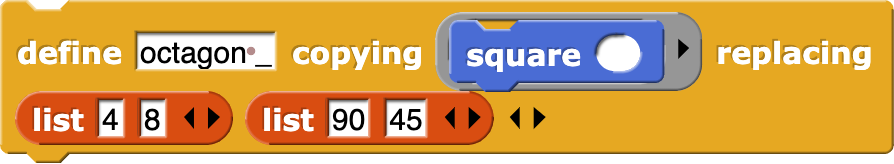 define octagon•_ copying square replacing
list 4 8 list 90 45